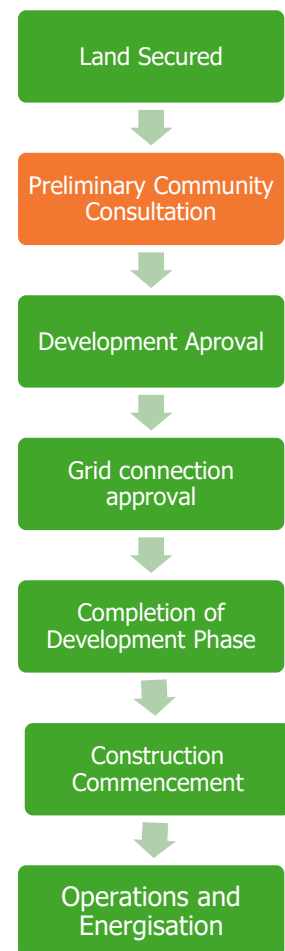 Land Secured
Preliminary Community
Consultation
Development Aproval
Grid connection
approval
Completion of
Development Phase
Construction
Commencement
Operations and
Energisation